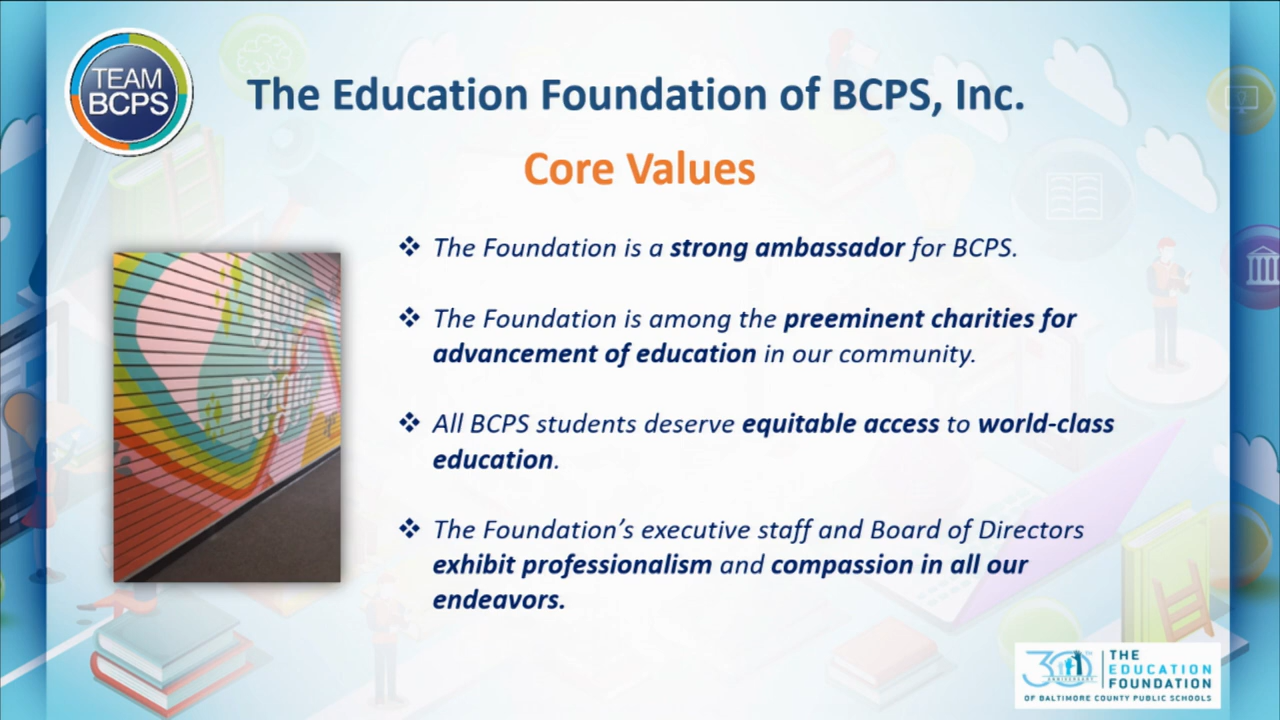 TEAM
BCPS
The Education Foundation of BCPS, Inc.
Core Values
❖ The Foundation is a strong ambassador for BCPS.
❖ The Foundation is among the preeminent charities for
advancement of education in our community.
❖ All BCPS students deserve equitable access to world-class
education.
❖ The Foundation's executive staff and Board of Directors
exhibit professionalism and compassion in all our
endeavors.
30
ANNIVERSARY
THE
EDUCATION
FOUNDATION
OF BALTIMORE COUNTY PUBLIC SCHOOLS